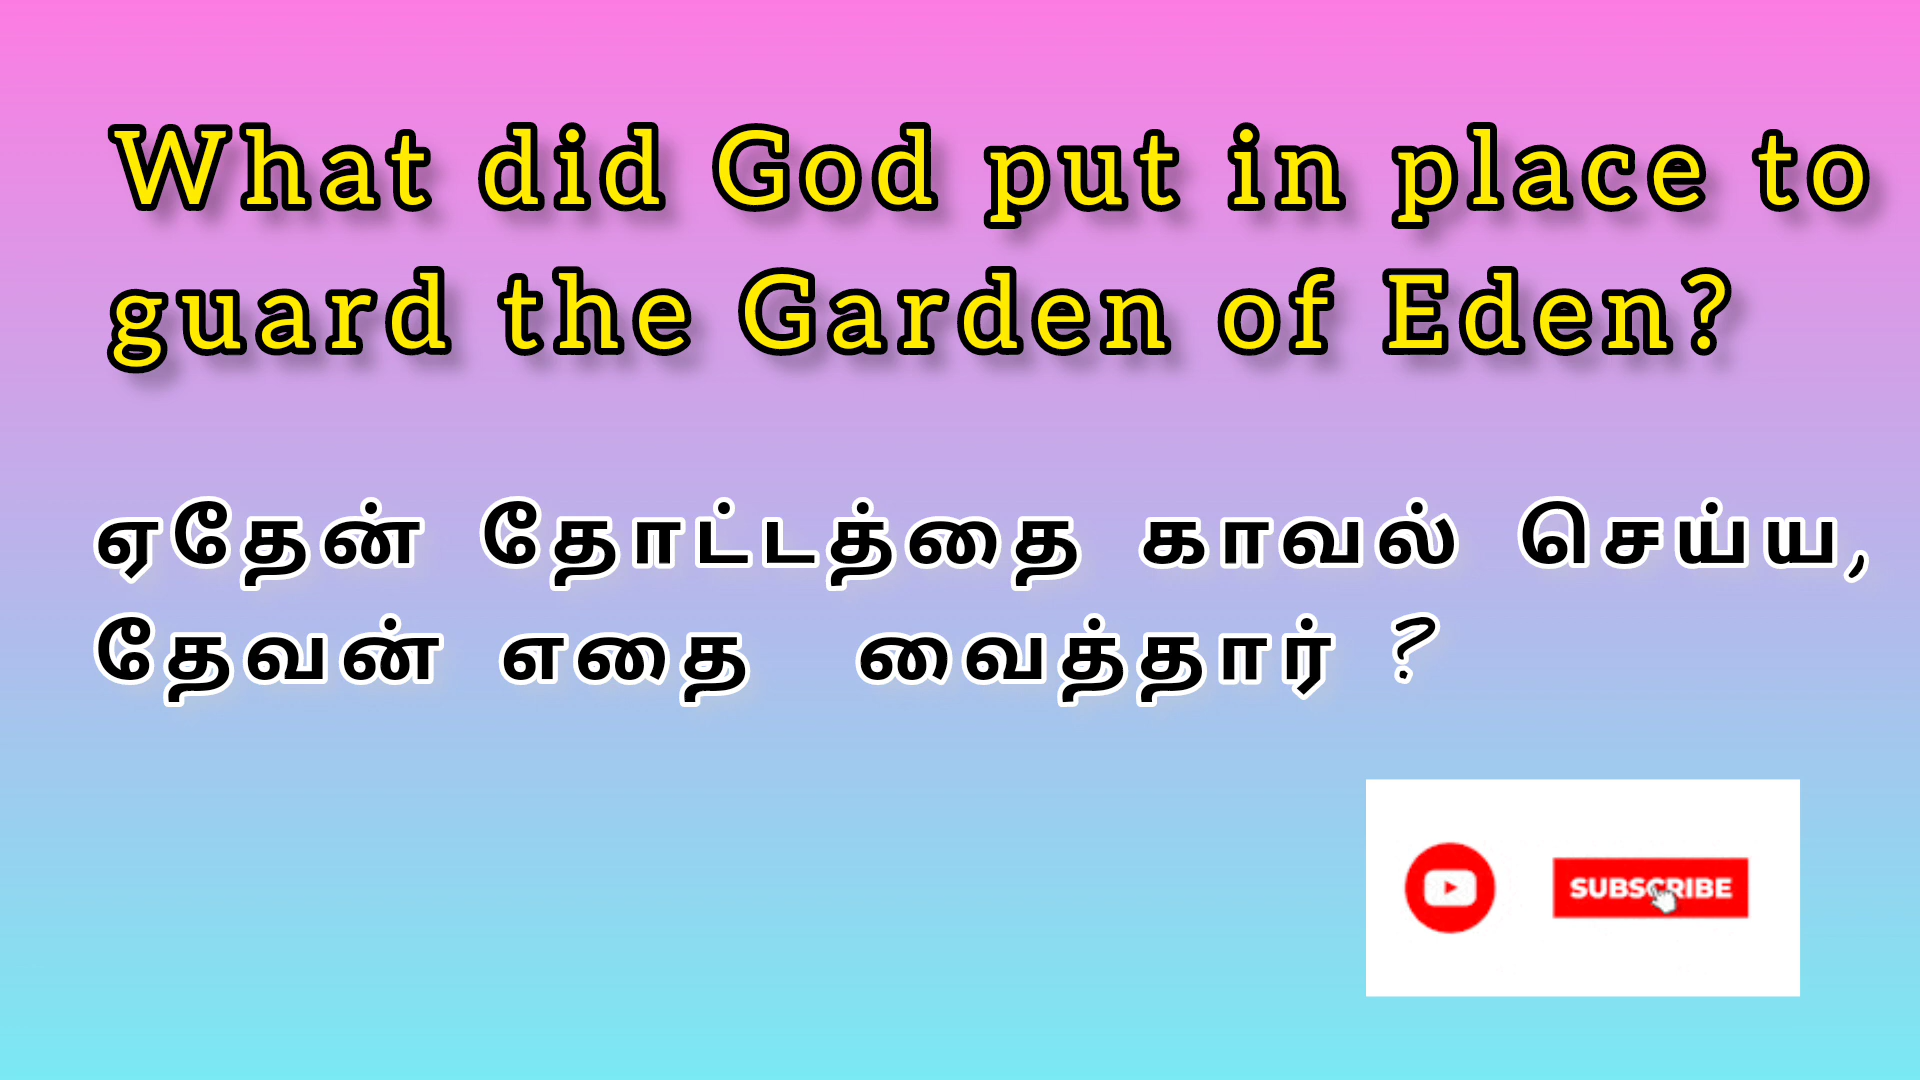 What did God put in place to
guard the Garden of Eden?
ஏதேன் தோட்டத்தை காவல் செய்ய,
தேவன் எதை வைத்தார் ?
SUBSCRIBE